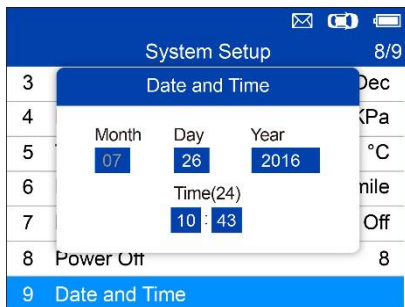 System Setup 8/9
3 Dec
Date and Time
4 KPa
Month Day Year
07 26 2016
5 °C
6 mile
Time(24)
10 : 43
7 Off
8 Power Off 8
9 Date and Time